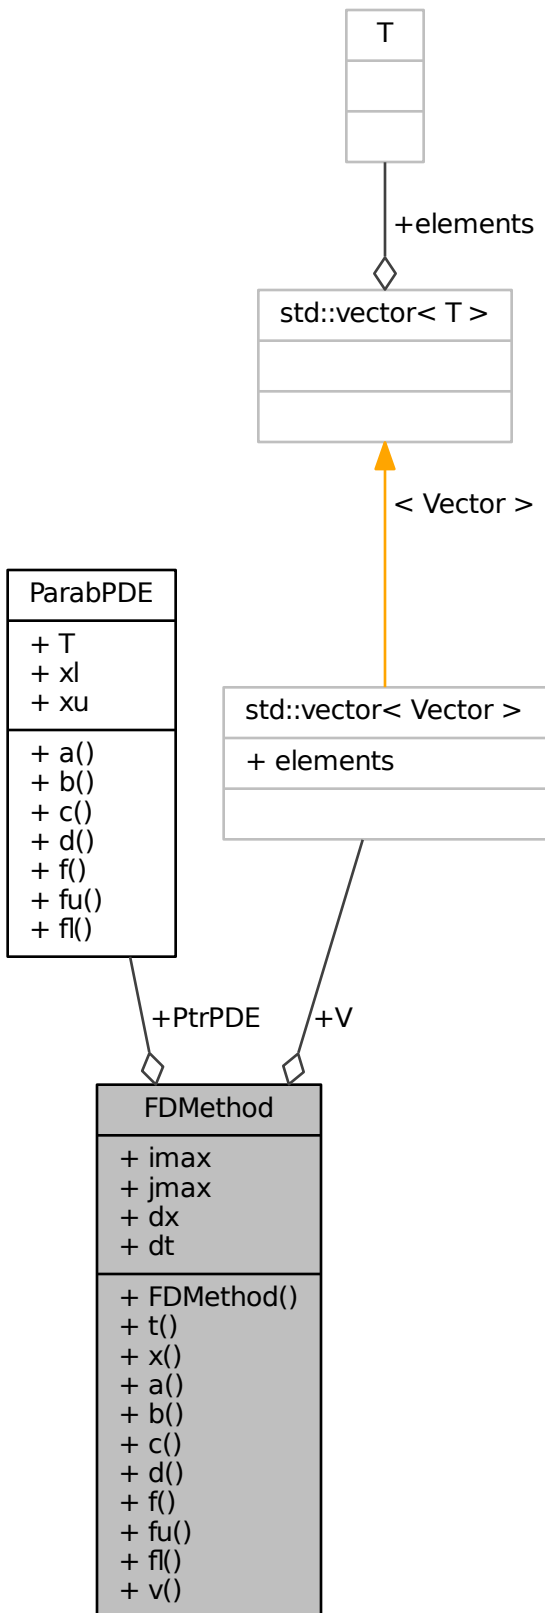 T
+elements
std::vector< T >
< Vector >
ParabPDE
+ T
+ xl
+ xu
+ a()
+ b()
+ c()
+ d()
+ f()
+ fu()
+ fl()
std::vector< Vector >
+ elements
+PtrPDE
+V
FDMethod
+ imax
+ jmax
+ dx
+ dt
+ FDMethod()
+ t()
+ x()
+ a()
+ b()
+ c()
+ d()
+ f()
+ fu()
+ fl()
+ v()